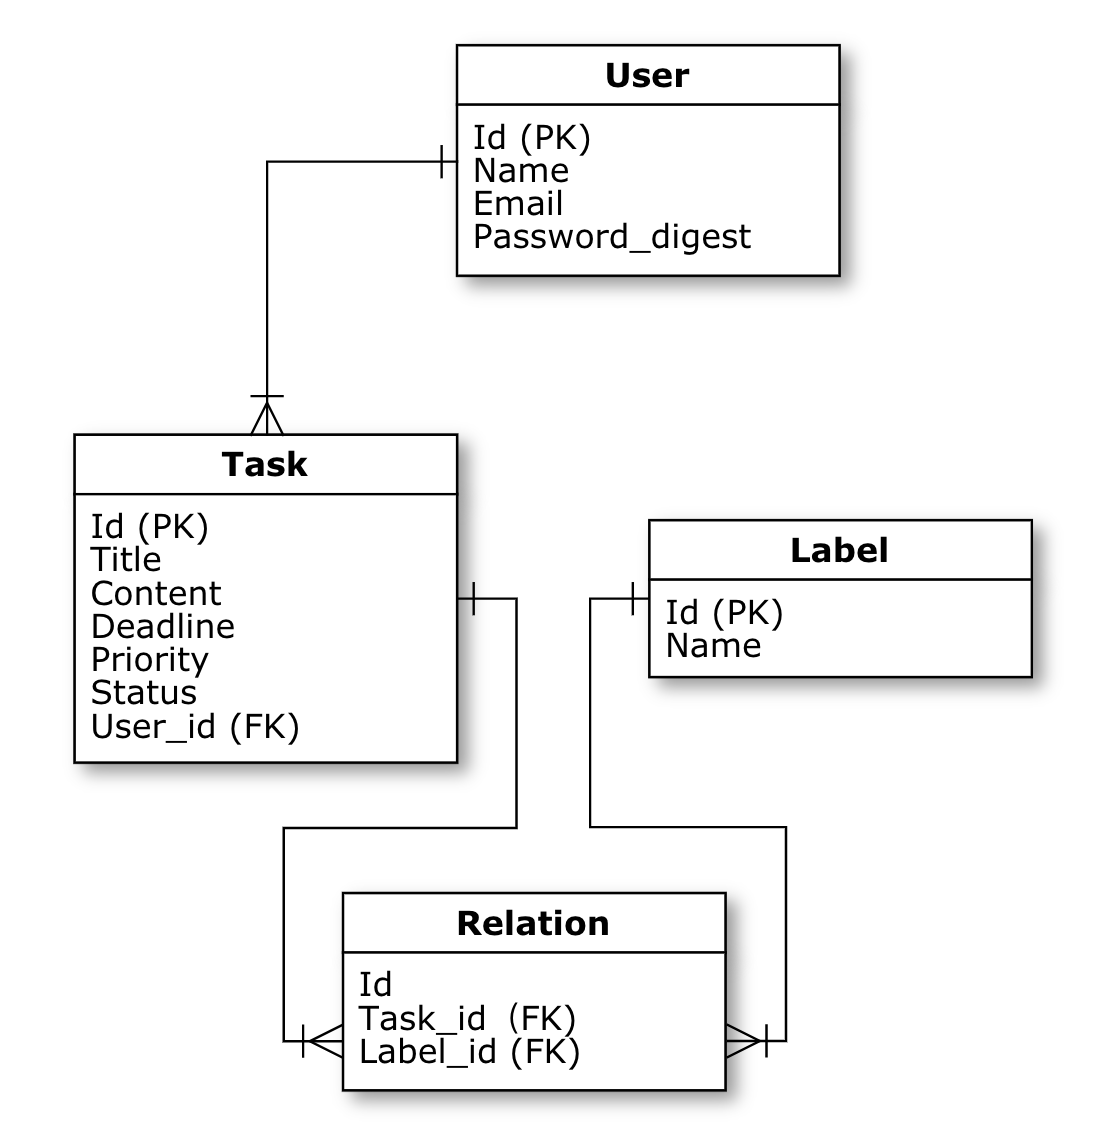 User
Id (PK)
Name
Email
Password_digest
Task
Id (PK)
Title
Content
Deadline
Priority
Status
User_id (FK)
Label
Id (PK)
Name
Relation
Id
Task_id（FK)
Label_id (FK)